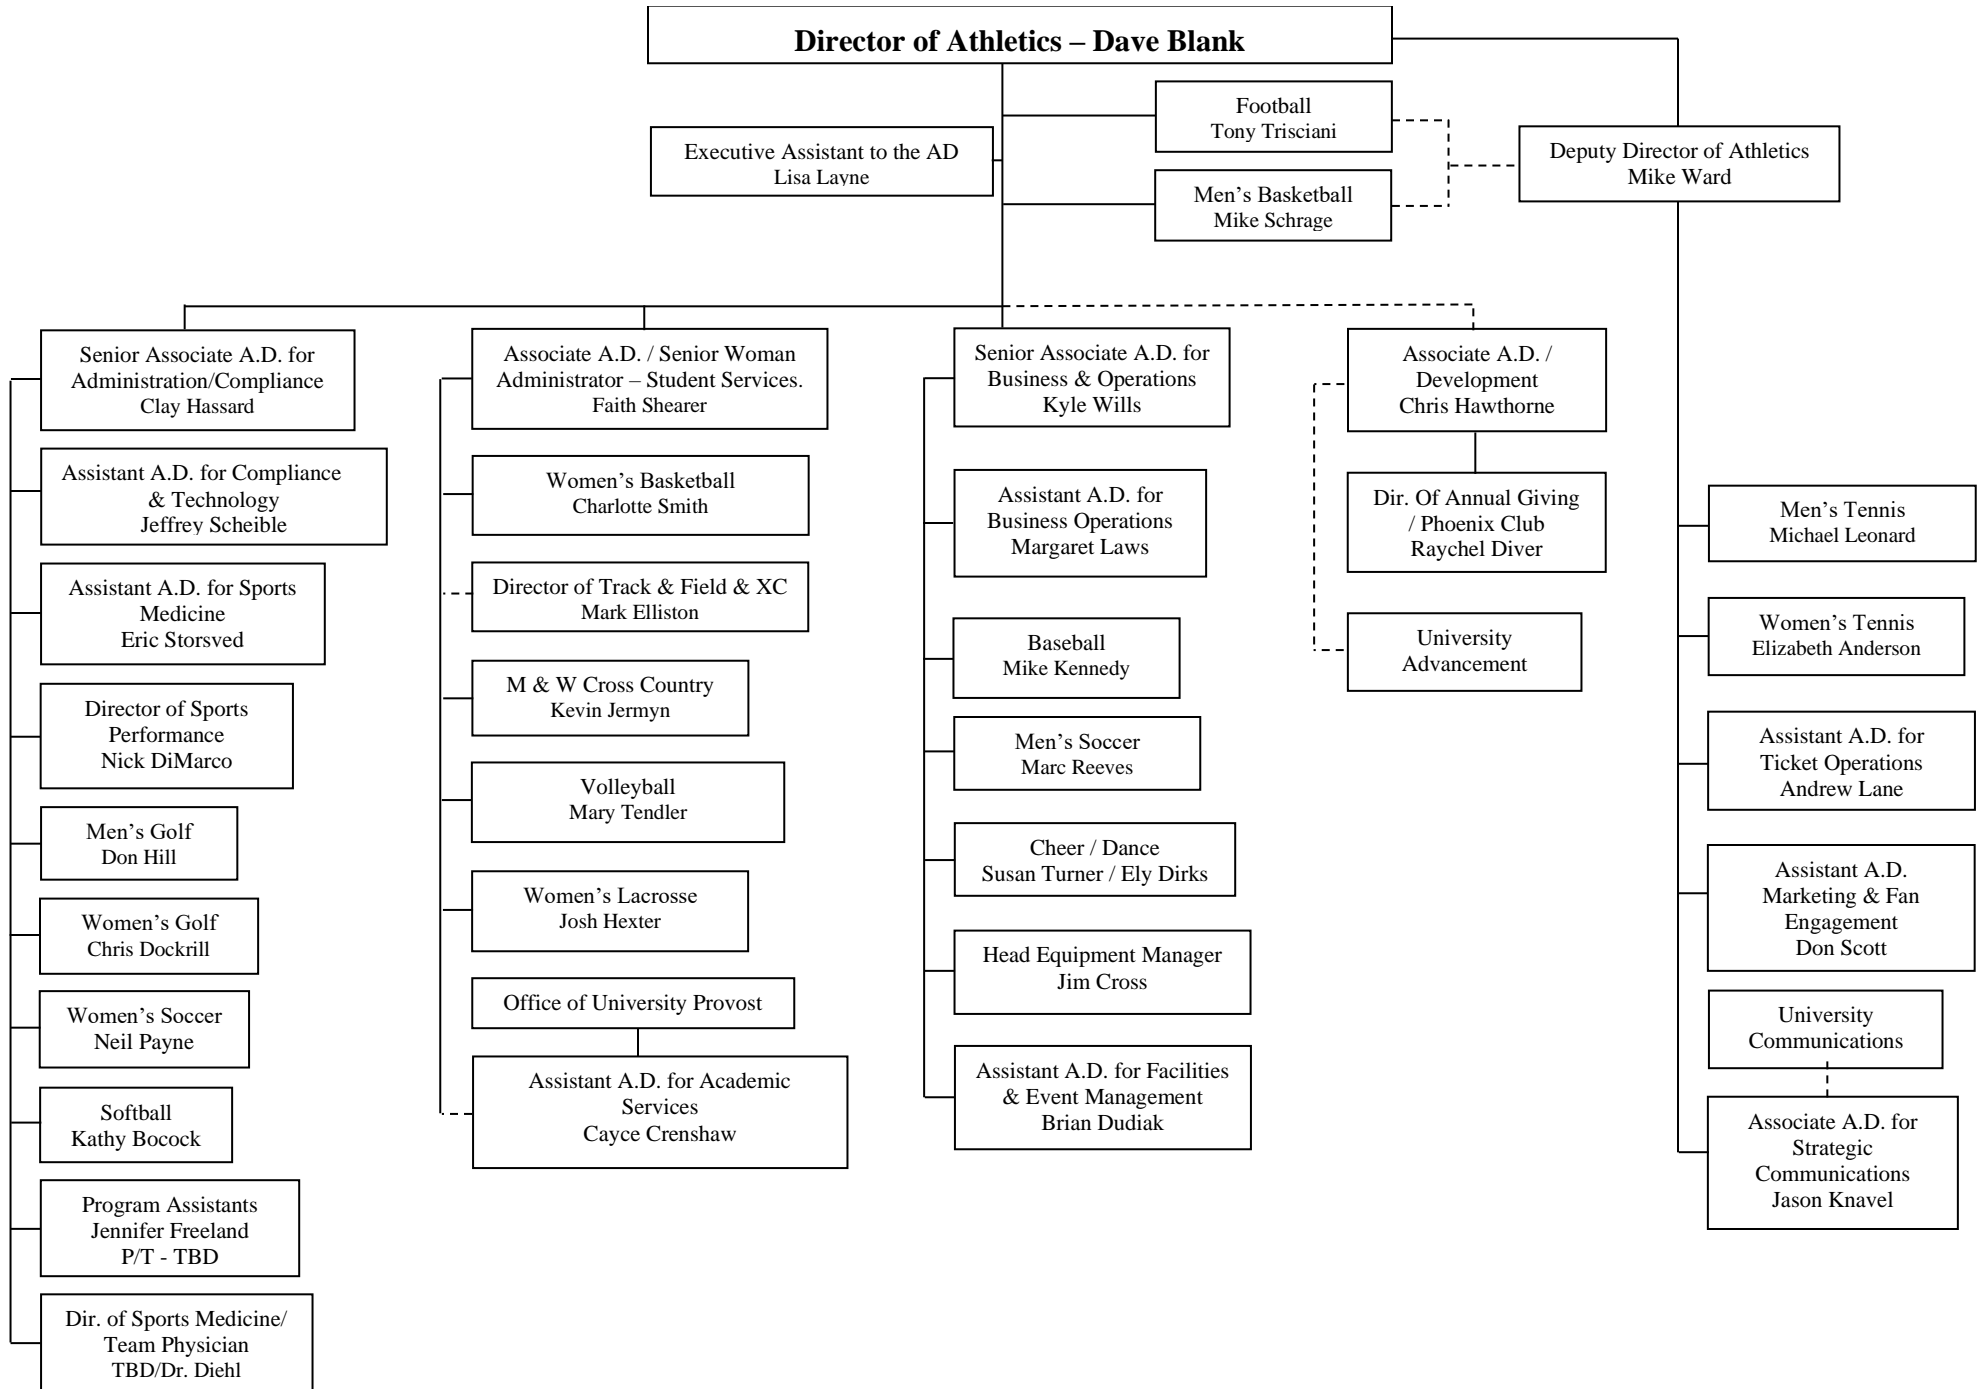 Director of Athletics – Dave Blank
Football
Tony Trisciani
Executive Assistant to the AD
Lisa Layne
Deputy Director of Athletics
Mike Ward
Men’s Basketball
Mike Schrage
Senior Associate A.D. for
Administration/Compliance
Clay Hassard
Assistant A.D. for Compliance
& Technology
Jeffrey Scheible
Assistant A.D. for Sports
Medicine
Eric Storsved
Director of Sports
Performance
Nick DiMarco
Men’s Golf
Don Hill
Women’s Golf
Chris Dockrill
Women’s Soccer
Neil Payne
Softball
Kathy Bocock
Program Assistants
Jennifer Freeland
P/T - TBD
Dir. of Sports Medicine/
Team Physician
TBD/Dr. Diehl
Associate A.D. / Senior Woman
Administrator – Student Services.
Faith Shearer
Women’s Basketball
Charlotte Smith
Director of Track & Field & XC
Mark Elliston
M & W Cross Country
Kevin Jermyn
Volleyball
Mary Tendler
Women’s Lacrosse
Josh Hexter
Office of University Provost
Assistant A.D. for Academic
Services
Cayce Crenshaw
Senior Associate A.D. for
Business & Operations
Kyle Wills
Assistant A.D. for
Business Operations
Margaret Laws
Baseball
Mike Kennedy
Men’s Soccer
Marc Reeves
Cheer / Dance
Susan Turner / Ely Dirks
Head Equipment Manager
Jim Cross
Assistant A.D. for Facilities
& Event Management
Brian Dudiak
Associate A.D. /
Development
Chris Hawthorne
Dir. Of Annual Giving
/ Phoenix Club
Raychel Diver
University
Advancement
Men’s Tennis
Michael Leonard
Women’s Tennis
Elizabeth Anderson
Assistant A.D. for
Ticket Operations
Andrew Lane
Assistant A.D.
Marketing & Fan
Engagement
Don Scott
University
Communications
Associate A.D. for
Strategic
Communications
Jason Knavel